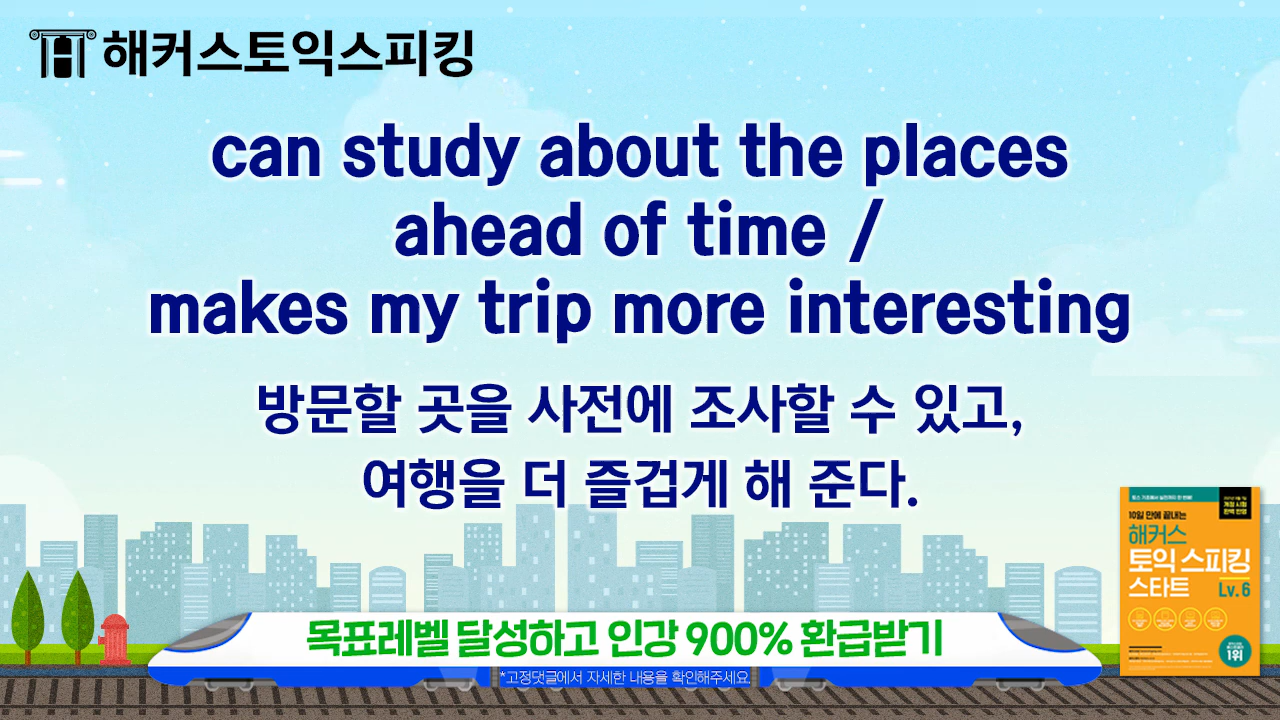 해커스토익스피킹
can study about the places
ahead of time /
makes my trip more interesting
방문할 곳을 사전에 조사할 수 있고,
여행을 더 즐겁게 해 준다.
10일 만에 끝내는
해커스
토익 스피킹
스타트 Lv. 6
1위
목표레벨 달성하고 인강 900% 환급받기
*고정댓글에서 자세한 내용을 확인해주세요.